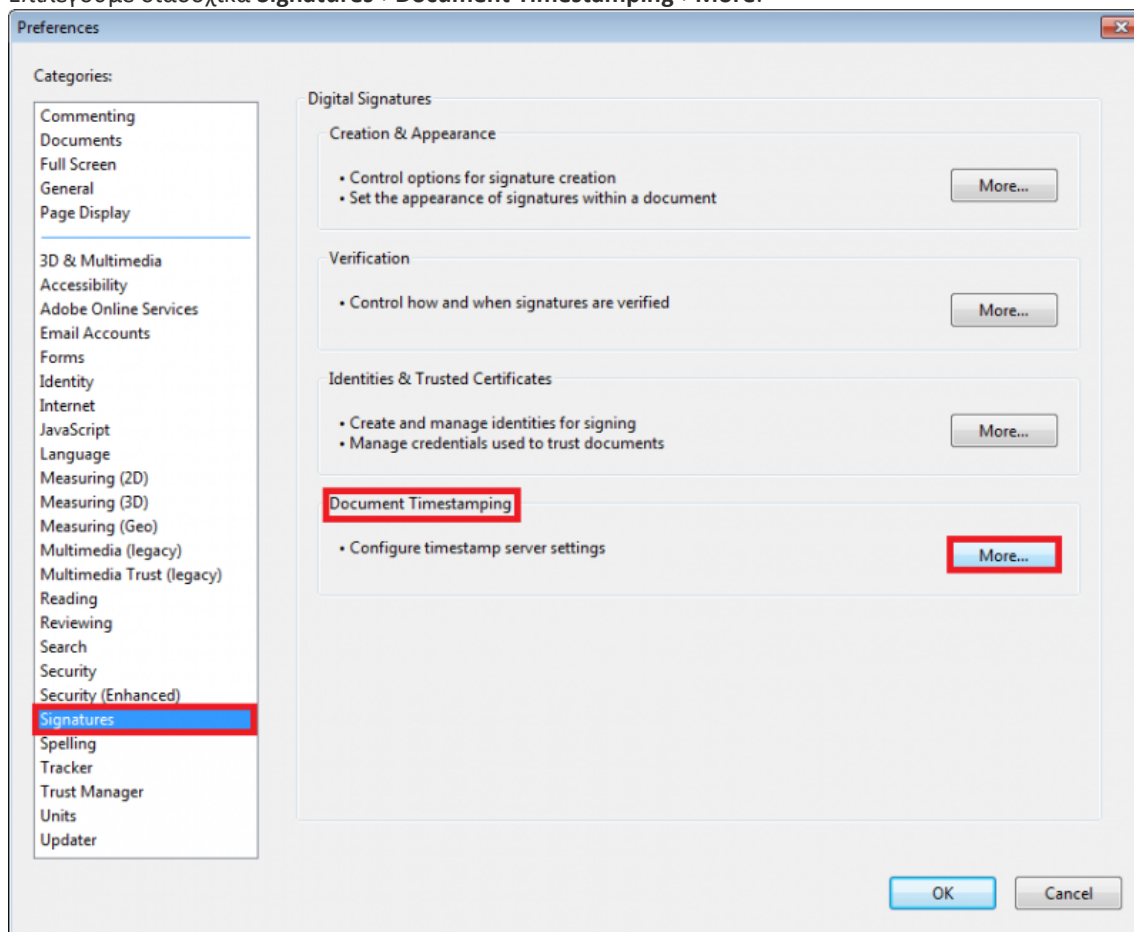 Signatures › Document Timestamping › More.
Preferences
Categories:
Commenting
Documents
Full Screen
General
Page Display
3D & Multimedia
Accessibility
Adobe Online Services
Email Accounts
Forms
Identity
Internet
JavaScript
Language
Measuring (2D)
Measuring (3D)
Measuring (Geo)
Multimedia (legacy)
Multimedia Trust (legacy)
Reading
Reviewing
Search
Security
Security (Enhanced)
Signatures
Spelling
Tracker
Trust Manager
Units
Updater
Digital Signatures
Creation & Appearance
• Control options for signature creation
• Set the appearance of signatures within a document
More...
Verification
• Control how and when signatures are verified
More...
Identities & Trusted Certificates
• Create and manage identities for signing
• Manage credentials used to trust documents
More...
Document Timestamping
• Configure timestamp server settings
More...
OK
Cancel